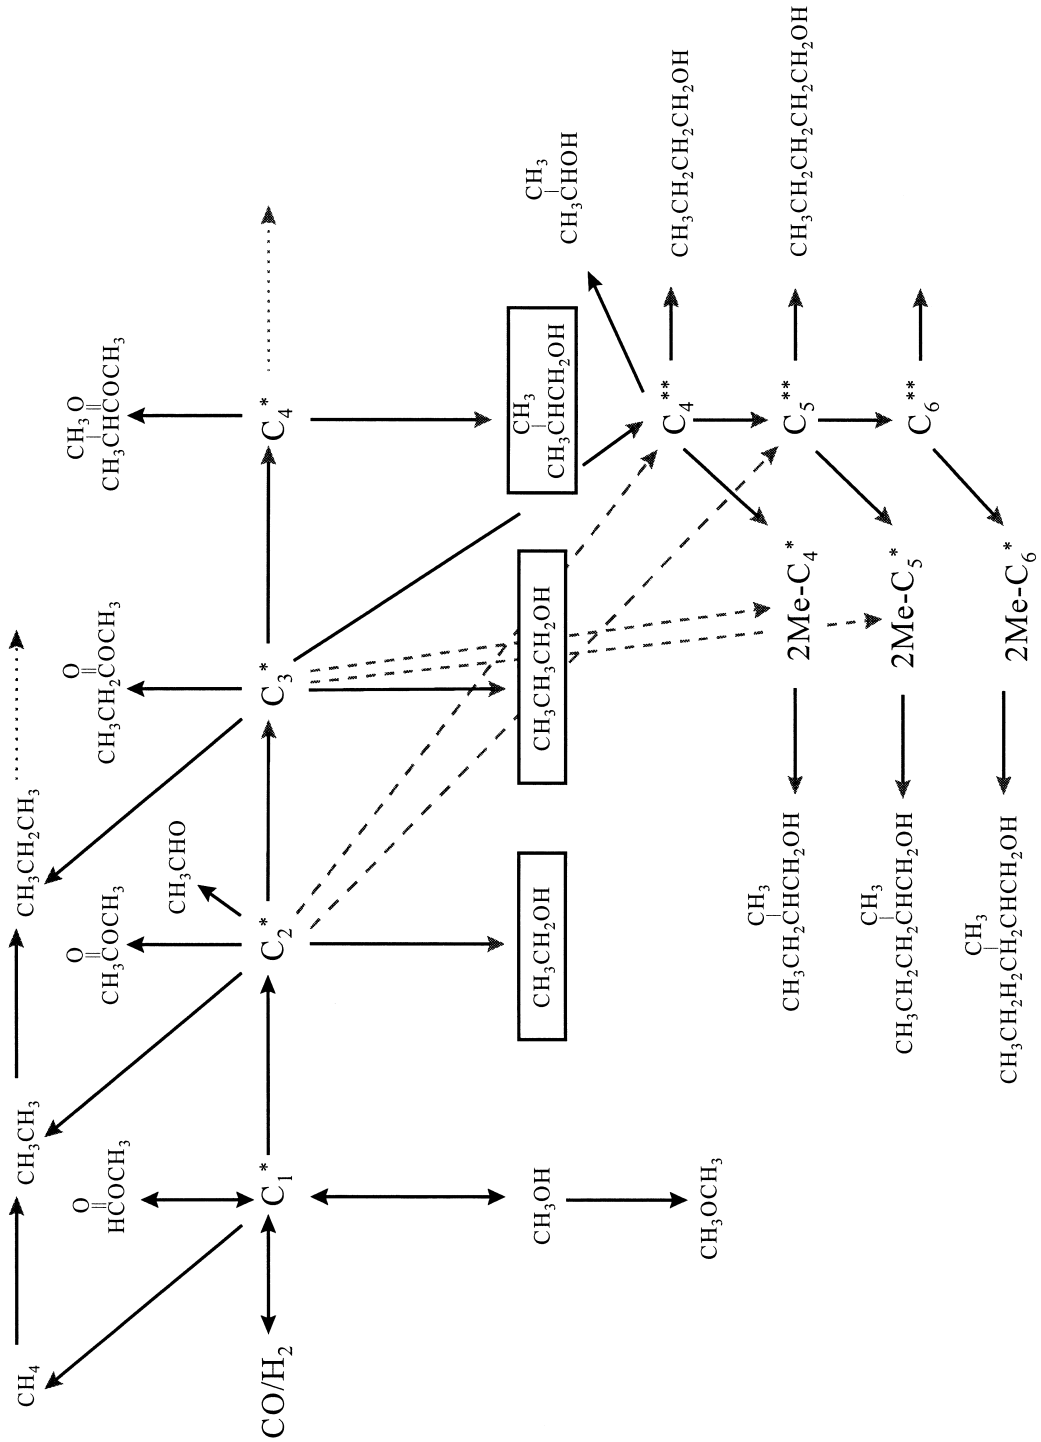 CH₄
CH₃CH₃
CH₃CH₂CH₃
O
HCOCH₃
O
CH₃COCH₃
O
CH₃CH₂COCH₃
CH₃ O
CH₃CHCOCH₃
CH₃CHO
CO/H₂
C₁*
C₂*
C₃*
C₄*
CH₃OH
CH₃CH₂OH
CH₃CH₂CH₂OH
CH₃
CH₃CHCH₂OH
CH₃
CH₃CHOH
CH₃OCH₃
C₄**
CH₃CH₂CH₂CH₂OH
CH₃
CH₃CH₂CHCH₂OH
2Me-C₄*
C₅**
CH₃CH₂CH₂CH₂CH₂OH
CH₃
CH₃CH₂CH₂CHCH₂OH
2Me-C₅*
C₆**
CH₃
CH₃CH₂H₂CH₂CHCH₂OH
2Me-C₆*